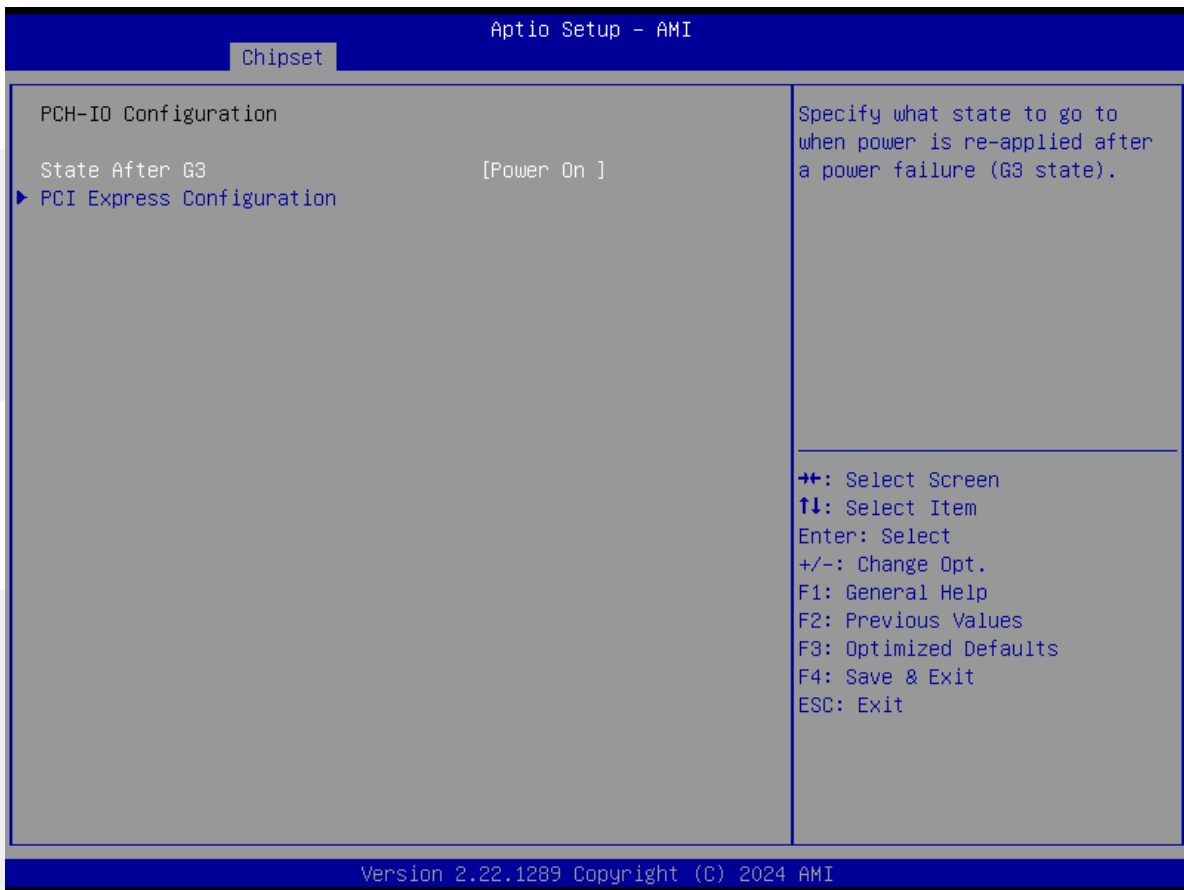 Aptio Setup – AMI
Chipset
PCH-IO Configuration
State After G3 [Power On ]
▶ PCI Express Configuration
Specify what state to go to
when power is re-applied after
a power failure (G3 state).
→←: Select Screen
↑↓: Select Item
Enter: Select
+/-: Change Opt.
F1: General Help
F2: Previous Values
F3: Optimized Defaults
F4: Save & Exit
ESC: Exit
Version 2.22.1289 Copyright (C) 2024 AMI